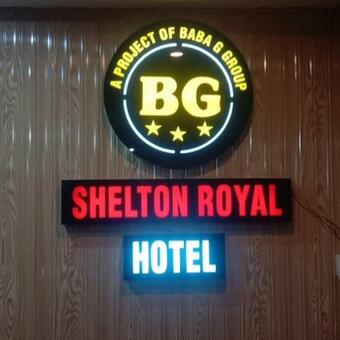 A PROJECT OF BABA G GROUP
BG
SHELTON ROYAL
HOTEL